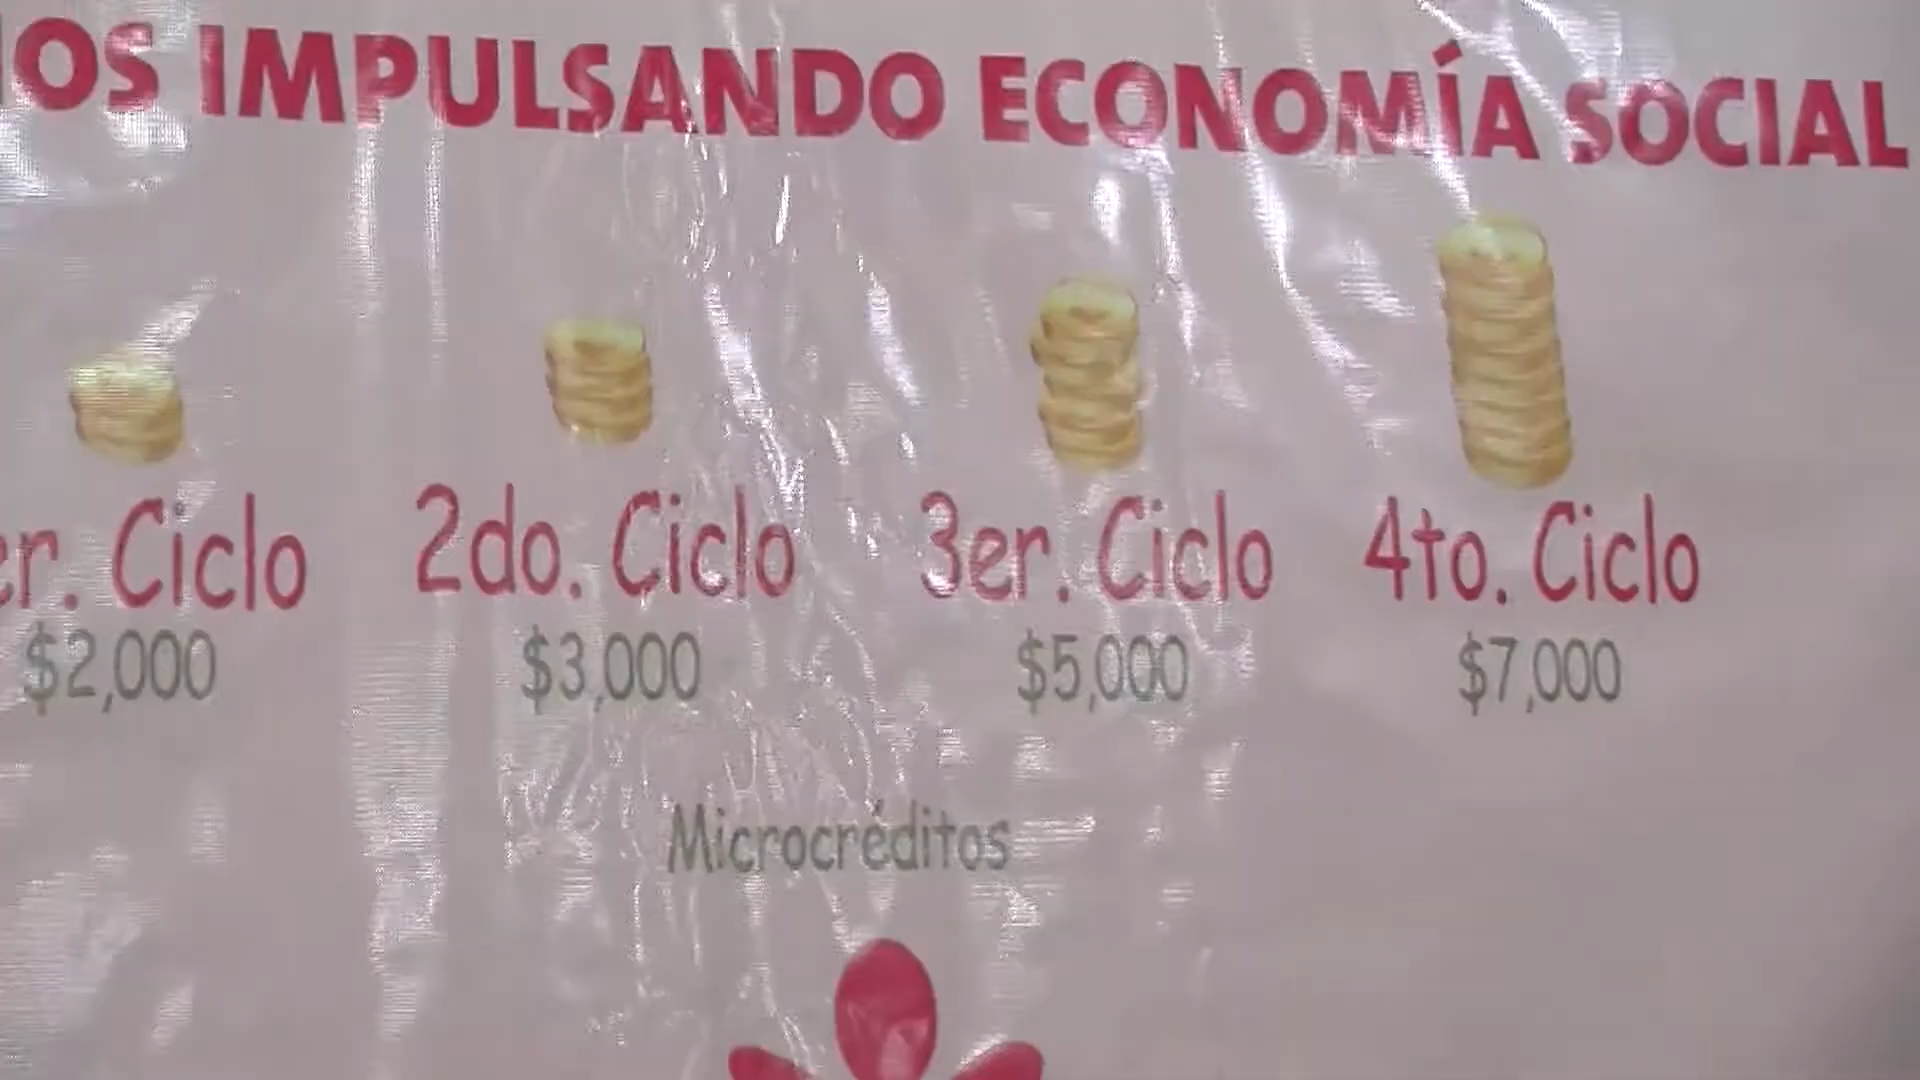 IMPULSANDO ECONOMÍA SOCIAL
Ciclo 2do. Ciclo 3er. Ciclo 4to. Ciclo
$2,000 $3,000 $5,000 $7,000
Microcréditos